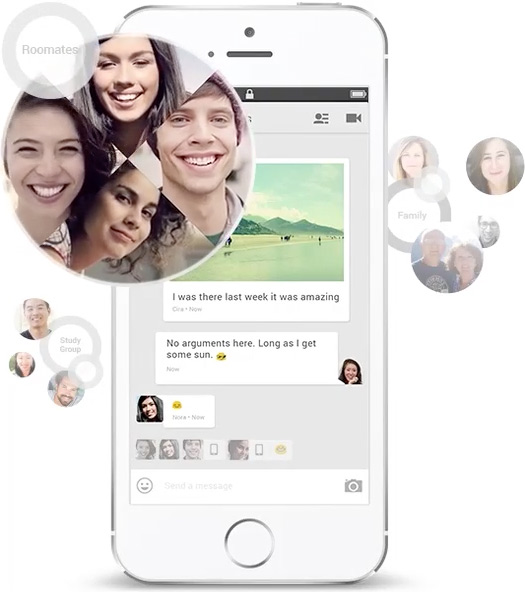 Roomates
I was there last week it was amazing
Cira • Now
No arguments here. Long as I get
some sun.
Now
Nora • Now
Send a message
Family
Study
Group